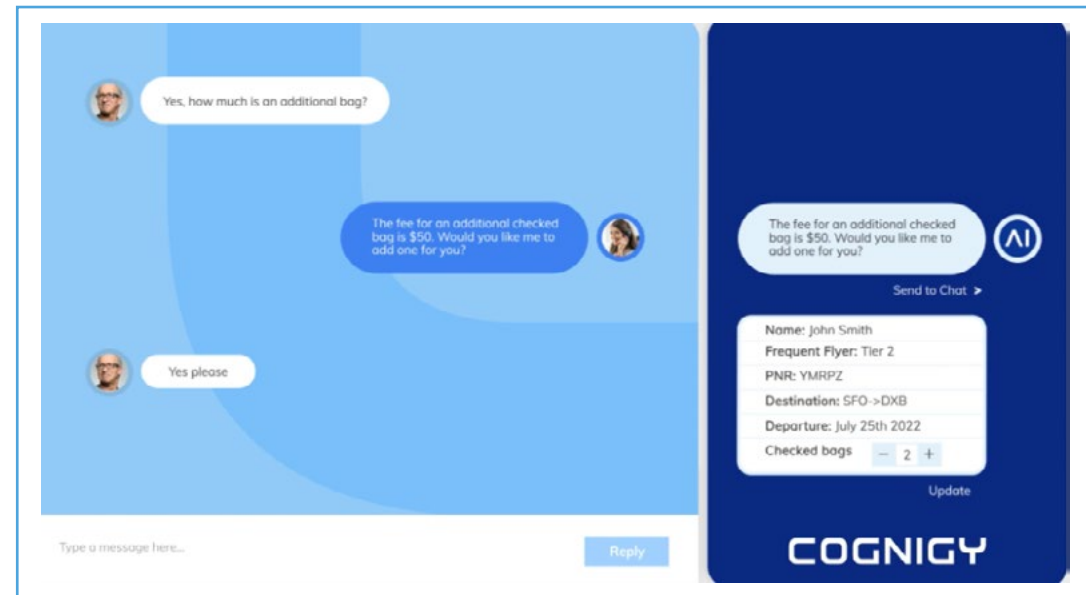 Yes, how much is an additional bag?
The fee for an additional checked
bag is $50. Would you like me to
add one for you?
Yes please
Type a message here...
Reply
The fee for an additional checked
bag is $50. Would you like me to
add one for you?
AI
Send to Chat >
Name: John Smith
Frequent Flyer: Tier 2
PNR: YMRPZ
Destination: SFO->DXB
Departure: July 25th 2022
Checked bags − 2 +
Update
COGNIGY